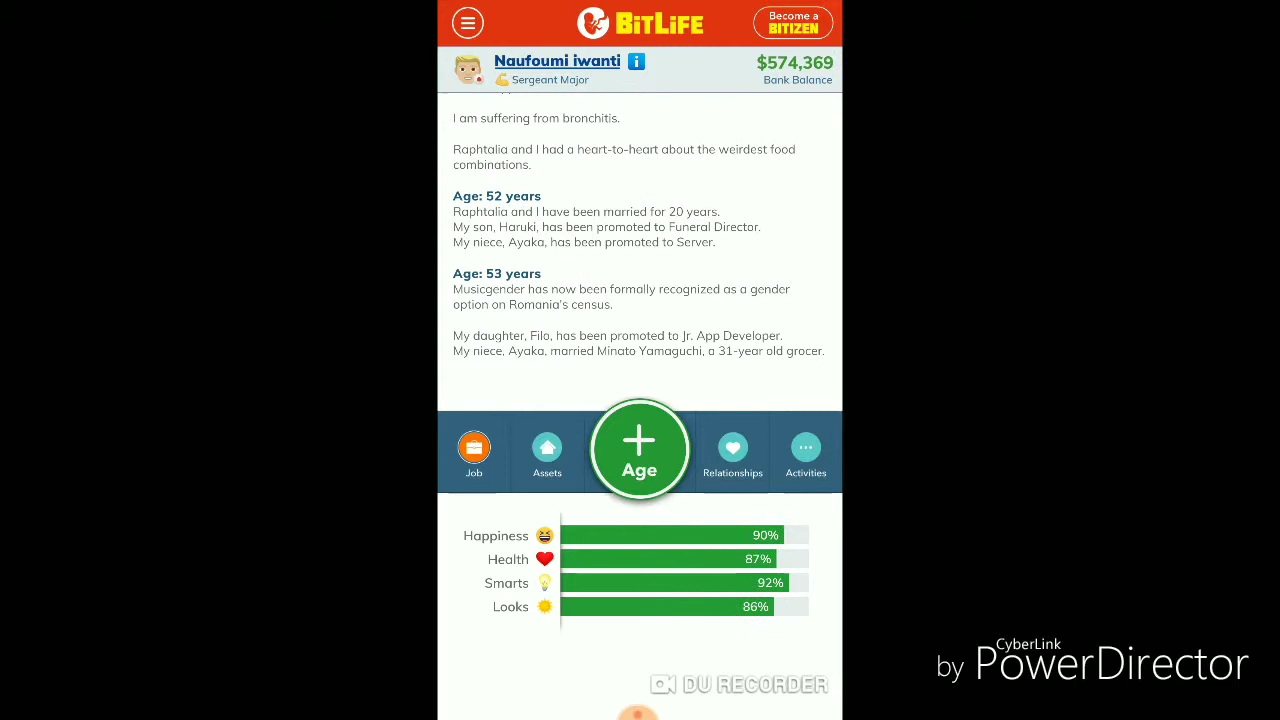 BitLife
Become a
BITIZEN
Naufoumi iwanti
$574,369
Sergeant Major
Bank Balance
I am suffering from bronchitis.
Raphtalia and I had a heart-to-heart about the weirdest food
combinations.
Age: 52 years
Raphtalia and I have been married for 20 years.
My son, Haruki, has been promoted to Funeral Director.
My niece, Ayaka, has been promoted to Server.
Age: 53 years
Musicgender has now been formally recognized as a gender
option on Romania's census.
My daughter, Filo, has been promoted to Jr. App Developer.
My niece, Ayaka, married Minato Yamaguchi, a 31-year old grocer.
Job
Assets
Age
Relationships
Activities
Happiness 90%
Health 87%
Smarts 92%
Looks 86%
DU RECORDER
CyberLink
by PowerDirector